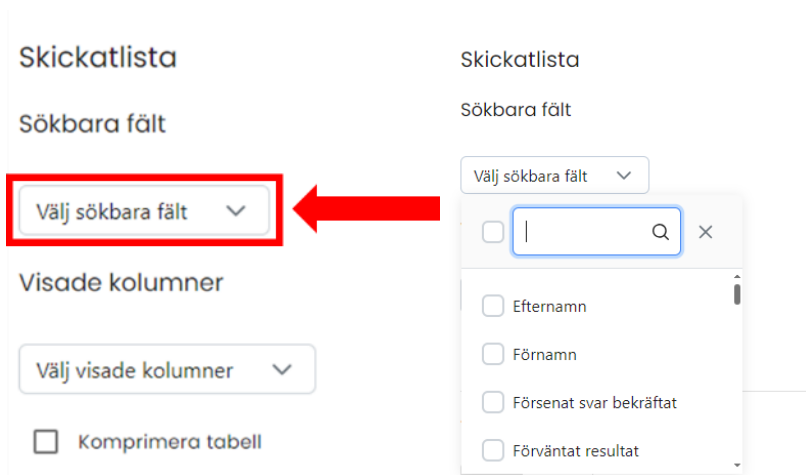 Skickatlista
Sökbara fält
Välj sökbara fält
Visade kolumner
Välj visade kolumner
Komprimera tabell
Skickatlista
Sökbara fält
Välj sökbara fält
Efternamn
Förnamn
Försenat svar bekräftat
Förväntat resultat